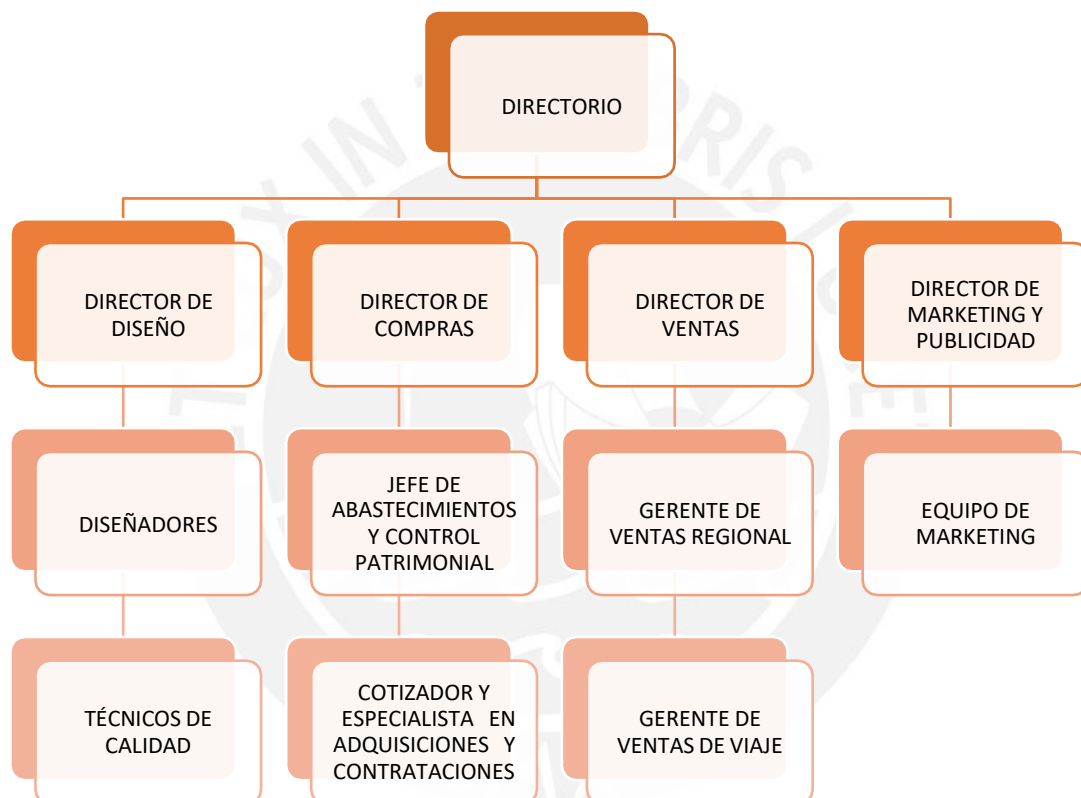 DIRECTORIO
DIRECTOR DE
DISEÑO
DIRECTOR DE
COMPRAS
DIRECTOR DE
VENTAS
DIRECTOR DE
MARKETING Y
PUBLICIDAD
DISEÑADORES
JEFE DE
ABASTECIMIENTOS
Y CONTROL
PATRIMONIAL
GERENTE DE
VENTAS REGIONAL
EQUIPO DE
MARKETING
TÉCNICOS DE
CALIDAD
COTIZADOR Y
ESPECIALISTA EN
ADQUISICIONES Y
CONTRATACIONES
GERENTE DE
VENTAS DE VIAJE